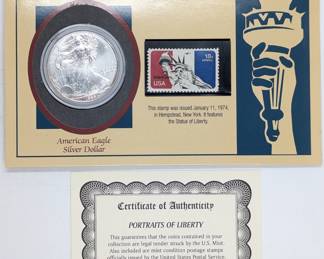 18¢
USA
This stamp was issued January 11, 1974,
in Hempstead, New York. It features
the Statue of Liberty.
American Eagle
Silver Dollar
Certificate of Authenticity
PORTRAITS OF LIBERTY
This guarantees that the coins contained in your
collection are legal tender struck by the U.S. Mint.
Also included are mint condition postage stamps
officially issued by the United States Postal Service.